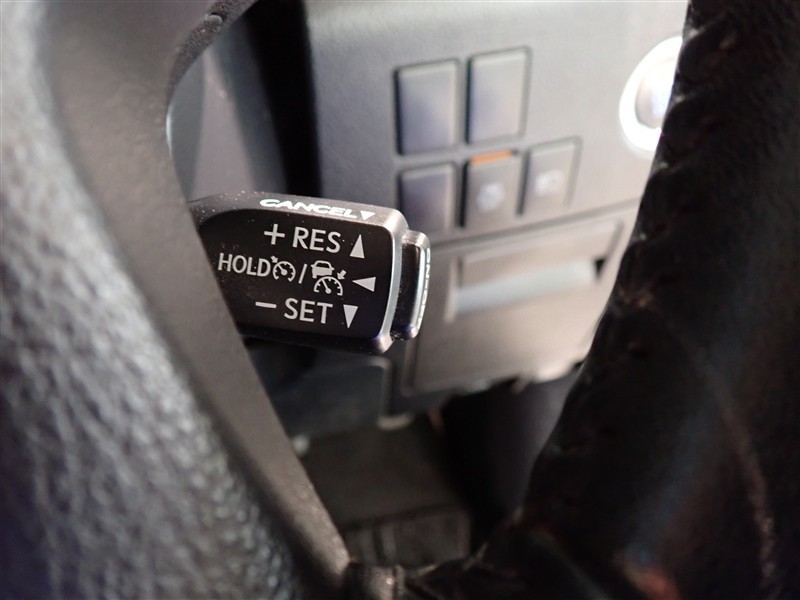 CANCEL▼
+ RES ▲
HOLD / ◀
− SET ▼